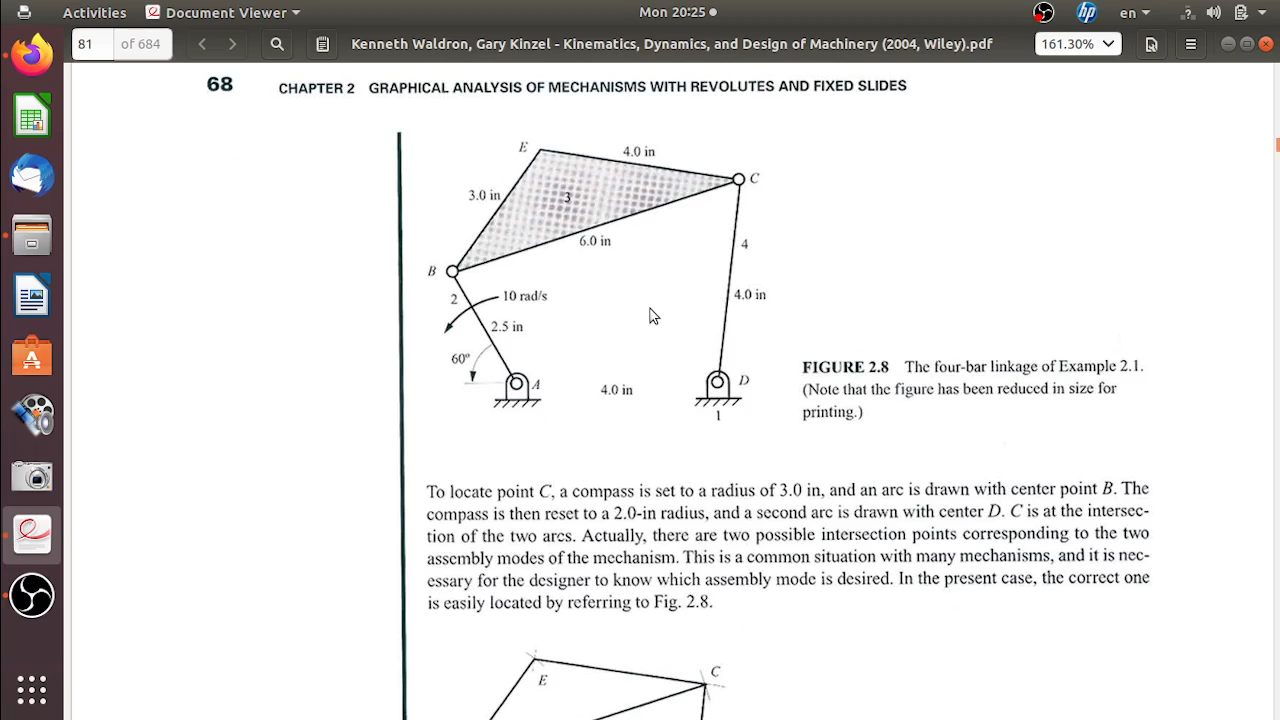 Activities
Document Viewer
Mon 20:25
en
81 of 684
Kenneth Waldron, Gary Kinzel - Kinematics, Dynamics, and Design of Machinery (2004, Wiley).pdf
161.30%
68 CHAPTER 2 GRAPHICAL ANALYSIS OF MECHANISMS WITH REVOLUTES AND FIXED SLIDES
E
4.0 in
C
3.0 in
3
6.0 in
4
B
2
10 rad/s
4.0 in
2.5 in
60°
A
4.0 in
D
1
FIGURE 2.8 The four-bar linkage of Example 2.1.
(Note that the figure has been reduced in size for
printing.)
To locate point C, a compass is set to a radius of 3.0 in, and an arc is drawn with center point B. The
compass is then reset to a 2.0-in radius, and a second arc is drawn with center D. C is at the intersec-
tion of the two arcs. Actually, there are two possible intersection points corresponding to the two
assembly modes of the mechanism. This is a common situation with many mechanisms, and it is nec-
essary for the designer to know which assembly mode is desired. In the present case, the correct one
is easily located by referring to Fig. 2.8.
C
E